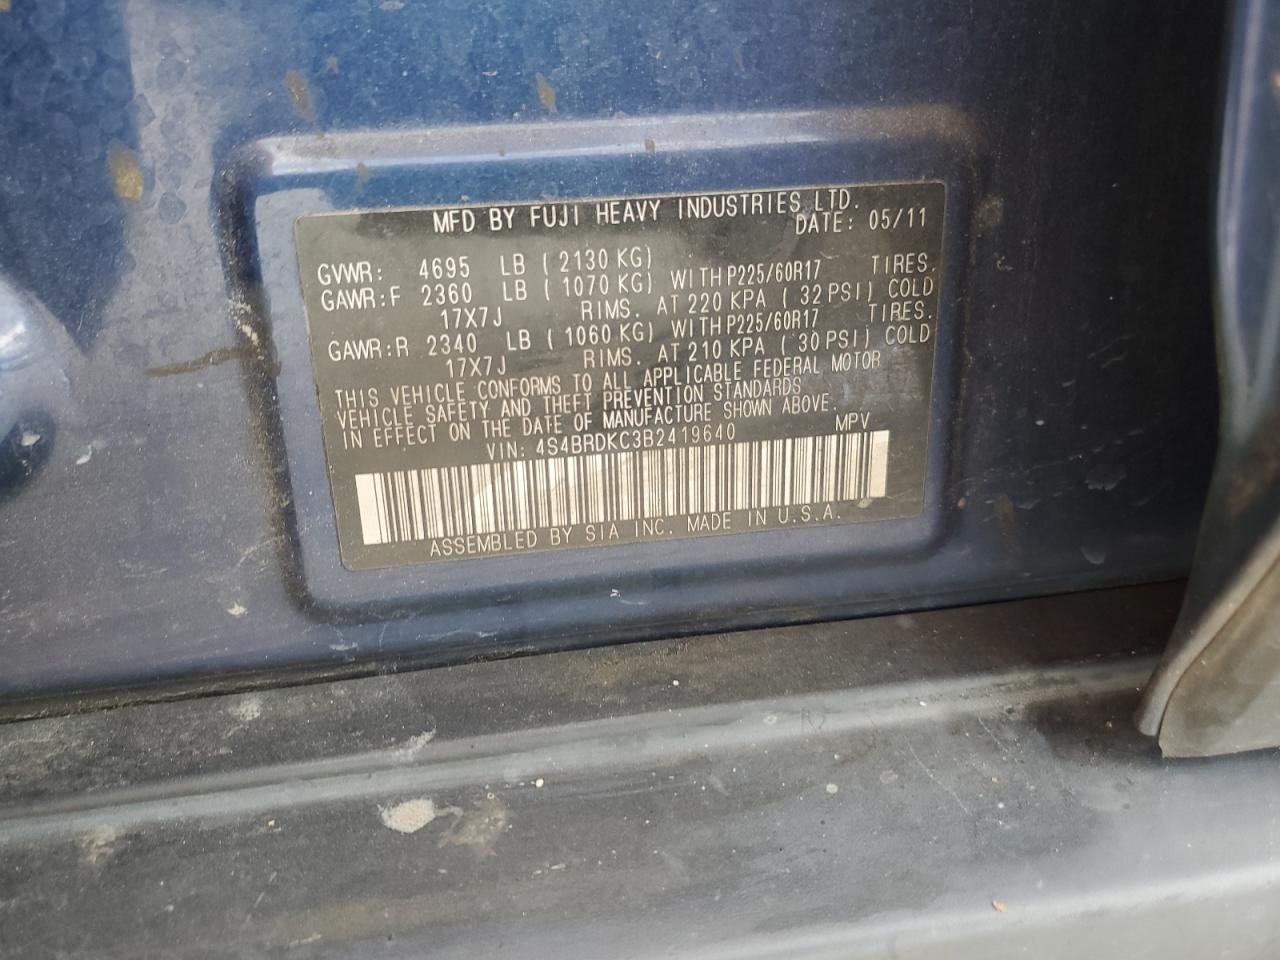 MFD BY FUJI HEAVY INDUSTRIES LTD.
DATE: 05/11
GVWR: 4695 LB ( 2130 KG)
GAWR:F 2360 LB ( 1070 KG) WITH P225/60R17 TIRES.
17X7J RIMS. AT 220 KPA ( 32 PSI) COLD
GAWR:R 2340 LB ( 1060 KG) WITH P225/60R17 TIRES.
17X7J RIMS. AT 210 KPA ( 30 PSI) COLD
THIS VEHICLE CONFORMS TO ALL APPLICABLE FEDERAL MOTOR
VEHICLE SAFETY AND THEFT PREVENTION STANDARDS
IN EFFECT ON THE DATE OF MANUFACTURE SHOWN ABOVE.
VIN: 4S4BRDKC3B2419640 MPV
ASSEMBLED BY SIA INC. MADE IN U.S.A.